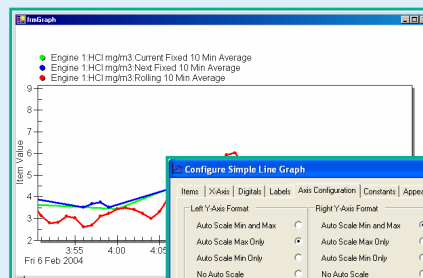 frmGraph
Engine 1:HCl mg/m3:Current Fixed 10 Min Average
Engine 1:HCl mg/m3:Next Fixed 10 Min Average
Engine 1:HCl mg/m3:Rolling 10 Min Average
Item Value
9
8
7
6
5
4
3
2
3.55
4.00
4.05
Fri 6 Feb 2004
Configure Simple Line Graph
Items X-Axis Digitals Labels Axis Configuration Constants Appea
Left Y-Axis Format Right Y-Axis Format
Auto Scale Min and Max Auto Scale Min and Max
Auto Scale Max Only Auto Scale Max Only
Auto Scale Min Only Auto Scale Min Only
No Auto Scale No Auto Scale